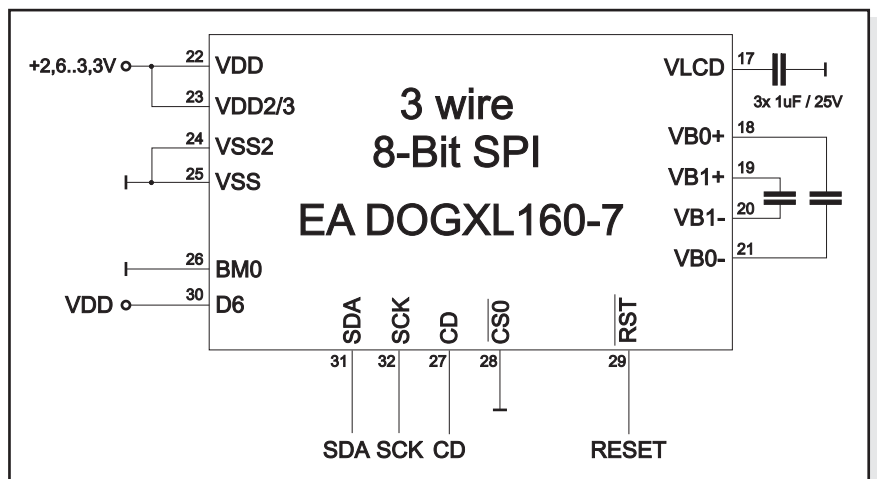 +2,6..3,3V
22 VDD
23 VDD2/3
24 VSS2
25 VSS
26 BM0
VDD 30 D6
3 wire
8-Bit SPI
EA DOGXL160-7
VLCD 17
3x 1uF / 25V
VB0+ 18
VB1+ 19
VB1- 20
VB0- 21
SDA SCK CD CS0 RST
31 32 27 28 29
SDA SCK CD RESET